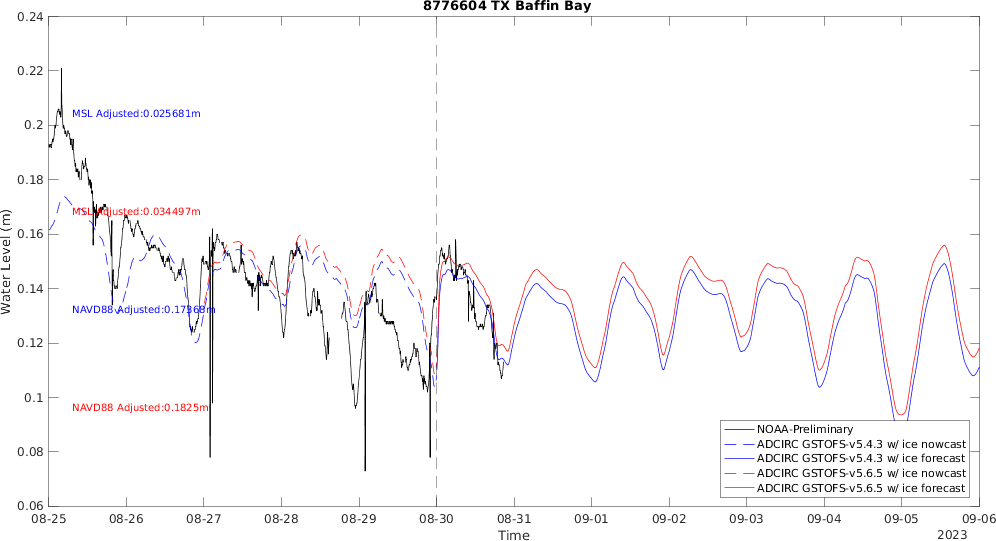 8776604 TX Baffin Bay
0.24
0.22
0.2
0.18
0.16
0.14
0.12
0.1
0.08
0.06
Water Level (m)
MSL Adjusted:0.025681m
MSL Adjusted:0.034497m
NAVD88 Adjusted:0.17368m
NAVD88 Adjusted:0.1825m
NOAA-Preliminary
ADCIRC GSTOFS-v5.4.3 w/ ice nowcast
ADCIRC GSTOFS-v5.4.3 w/ ice forecast
ADCIRC GSTOFS-v5.6.5 w/ ice nowcast
ADCIRC GSTOFS-v5.6.5 w/ ice forecast
08-25 08-26 08-27 08-28 08-29 08-30 08-31 09-01 09-02 09-03 09-04 09-05 09-06
Time
2023